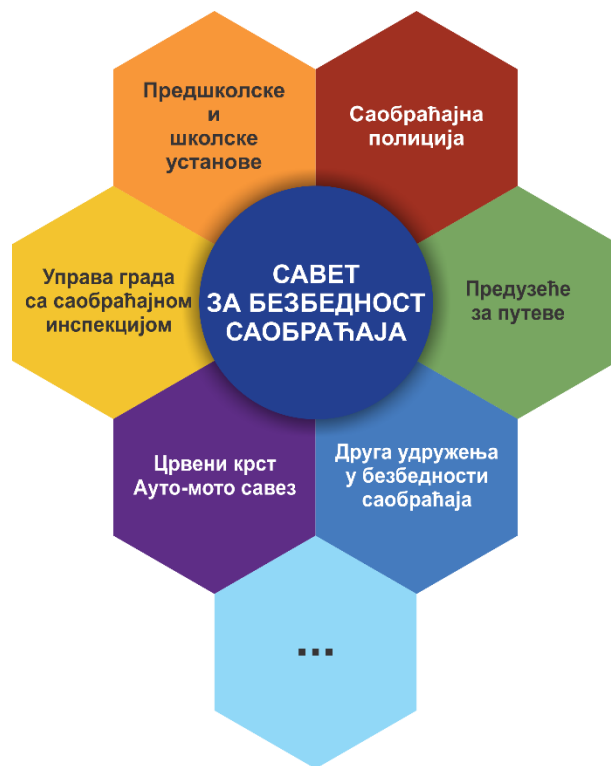 Предшколске
и
школске
установе
Саобраћајна
полиција
Управа града
са саобраћајном
инспекцијом
САВЕТ
ЗА БЕЗБЕДНОСТ
САОБРАЋАЈА
Предузеће
за путеве
Црвени крст
Ауто-мото савез
Друга удружења
у безбедности
саобраћаја
...